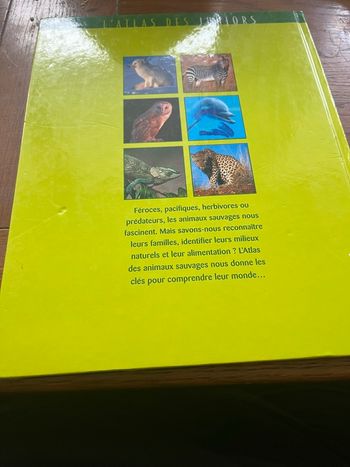 L'ATLAS DES JUNIORS
Féroces, pacifiques, herbivores ou
prédateurs, les animaux sauvages nous
fascinent. Mais savons-nous reconnaître
leurs familles, identifier leurs milieux
naturels et leur alimentation ? L'Atlas
des animaux sauvages nous donne les
clés pour comprendre leur monde...